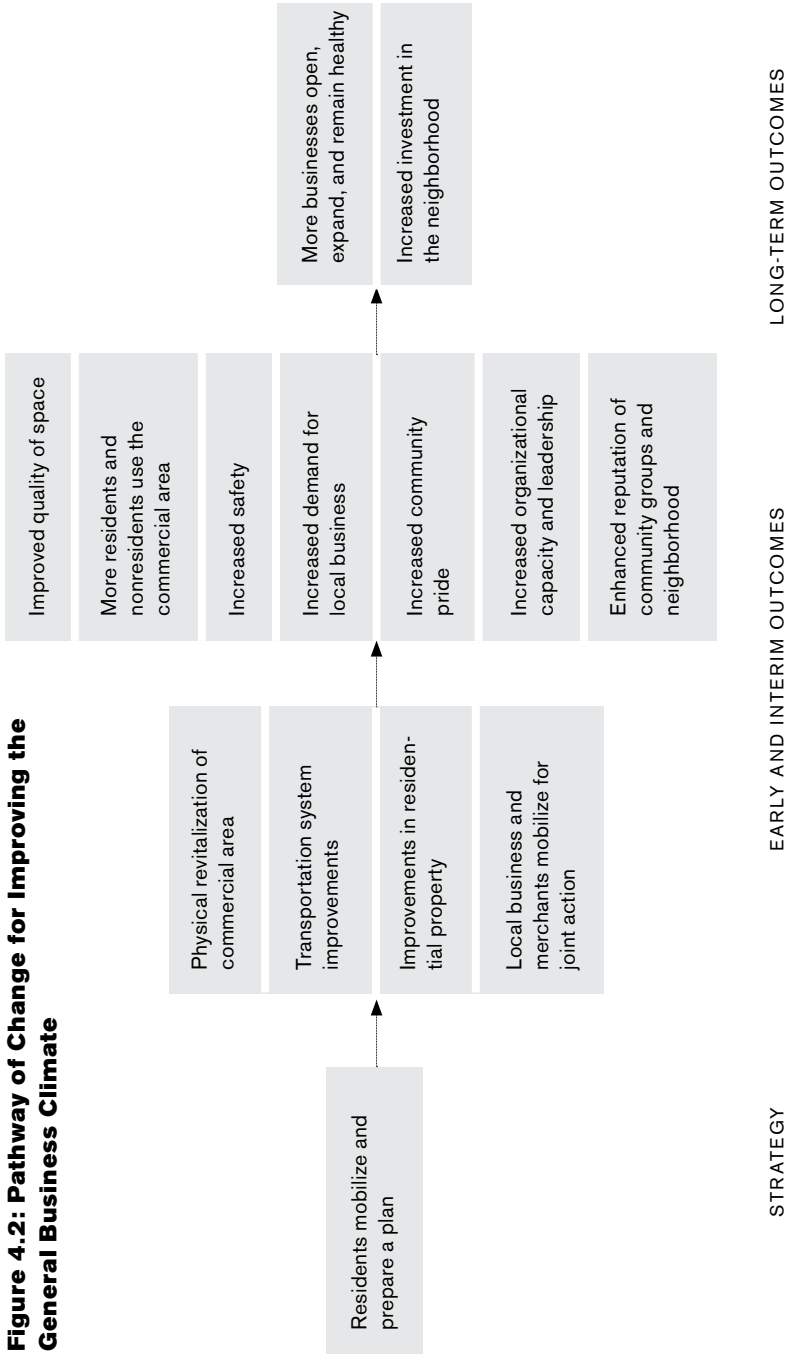 Figure 4.2: Pathway of Change for Improving the
General Business Climate
Residents mobilize and
prepare a plan
Physical revitalization of
commercial area
Transportation system
improvements
Improvements in residen-
tial property
Local business and
merchants mobilize for
joint action
Improved quality of space
More residents and
nonresidents use the
commercial area
Increased safety
Increased demand for
local business
Increased community
pride
Increased organizational
capacity and leadership
Enhanced reputation of
community groups and
neighborhood
More businesses open,
expand, and remain healthy
Increased investment in
the neighborhood
STRATEGY
EARLY AND INTERIM OUTCOMES
LONG-TERM OUTCOMES